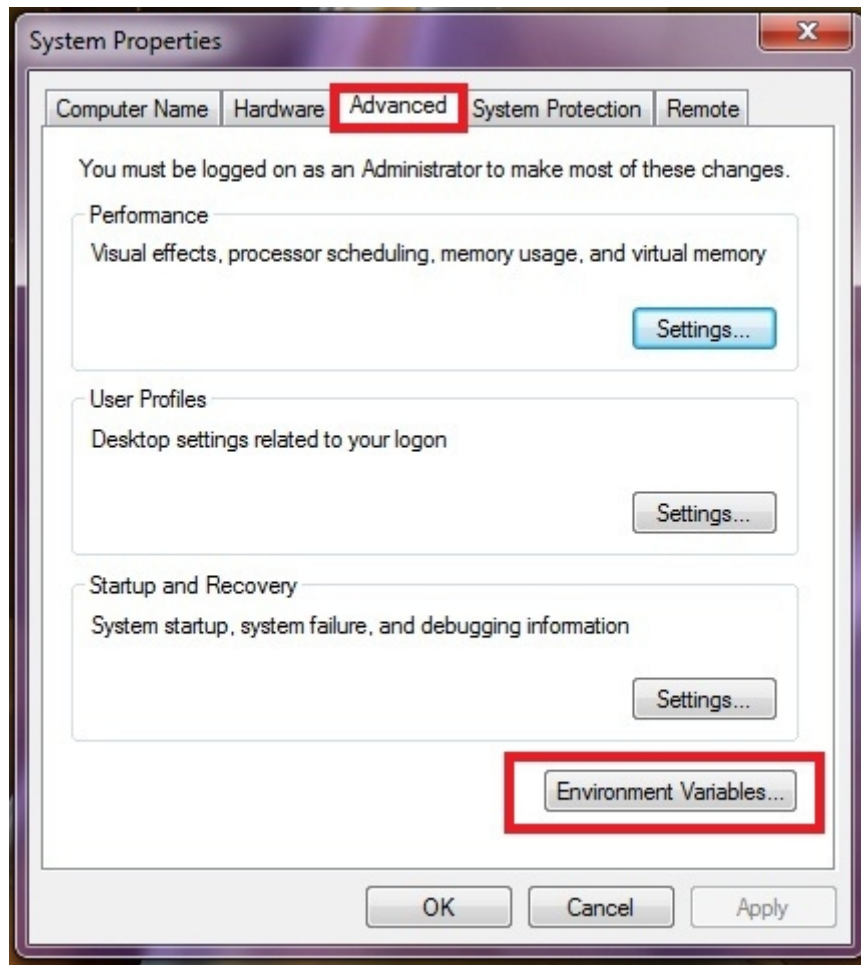 System Properties
Computer Name Hardware Advanced System Protection Remote
You must be logged on as an Administrator to make most of these changes.
Performance
Visual effects, processor scheduling, memory usage, and virtual memory
Settings...
User Profiles
Desktop settings related to your logon
Settings...
Startup and Recovery
System startup, system failure, and debugging information
Settings...
Environment Variables...
OK Cancel Apply